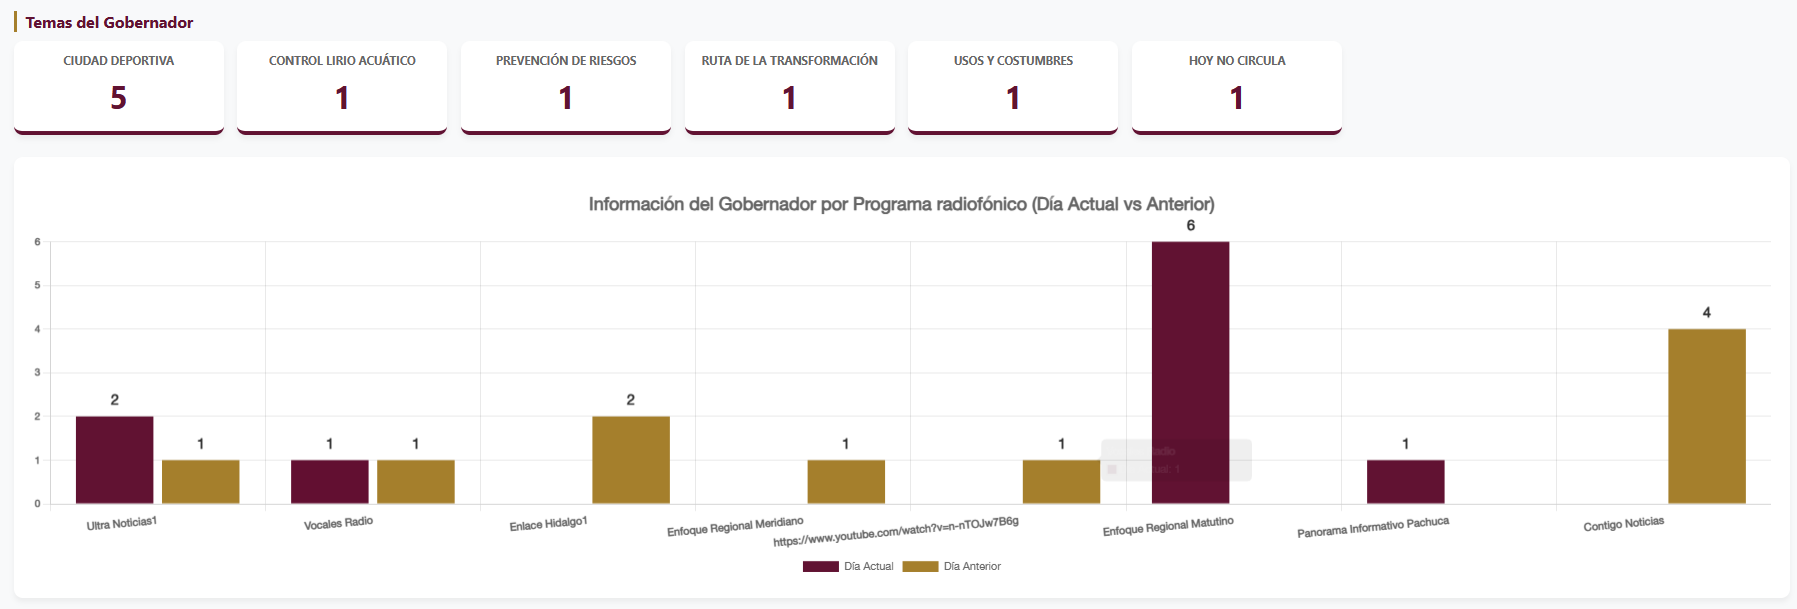 Temas del Gobernador
CIUDAD DEPORTIVA
5
CONTROL LIRIO ACUÁTICO
1
PREVENCIÓN DE RIESGOS
1
RUTA DE LA TRANSFORMACIÓN
1
USOS Y COSTUMBRES
1
HOY NO CIRCULA
1
Información del Gobernador por Programa radiofónico (Día Actual vs Anterior)
6
5
4
3
2
1
0
2
1
1
1
2
1
1
6
1
4
Ultra Noticias1
Vocales Radio
Enlace Hidalgo1
Enfoque Regional Meridiano
https://www.youtube.com/watch?v=n-nTOJw7B6g
Enfoque Regional Matutino
Panorama Informativo Pachuca
Contigo Noticias
Día Actual
Día Anterior